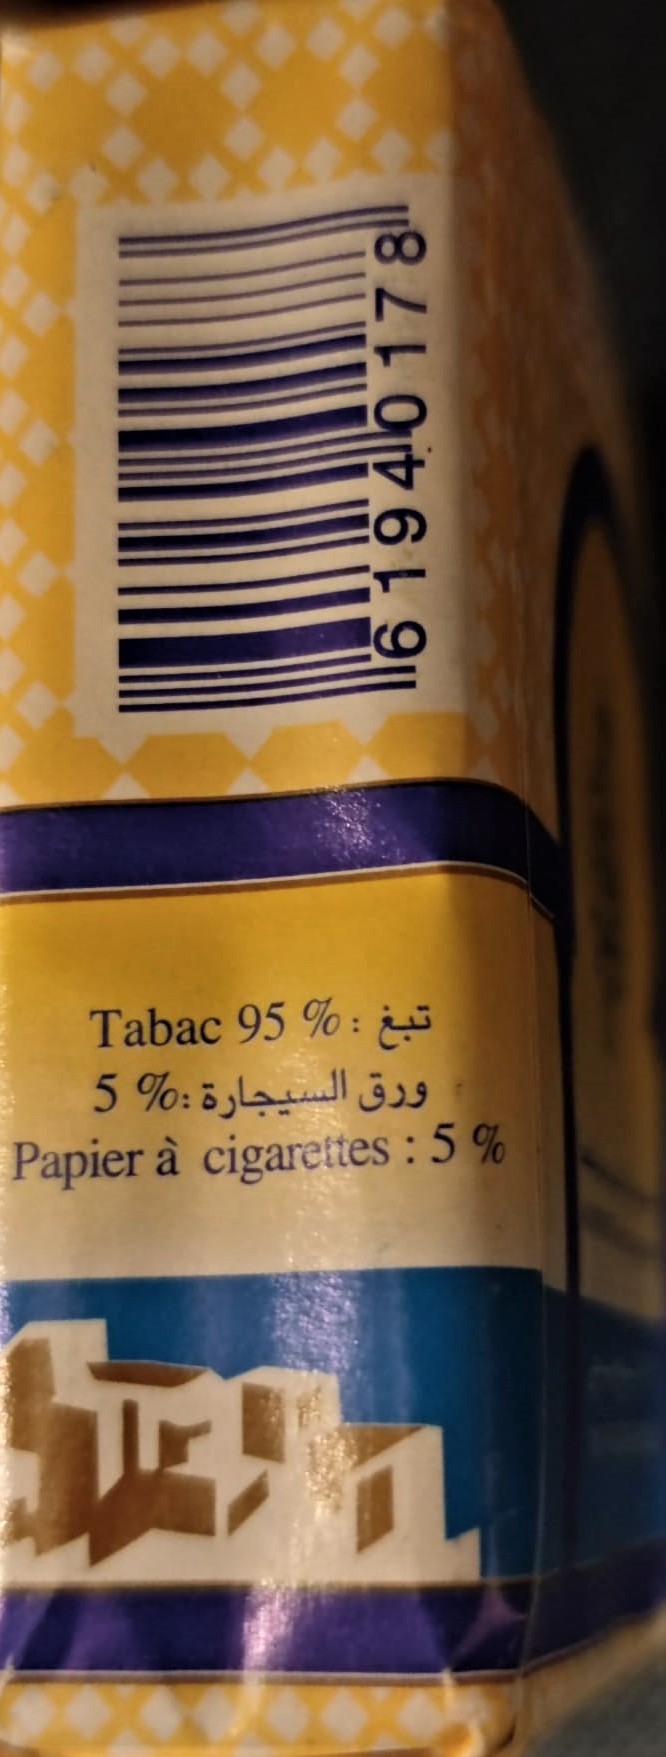 61940178
Tabac 95 % : تبغ
ورق السيجارة: % 5
Papier à cigarettes : 5 %